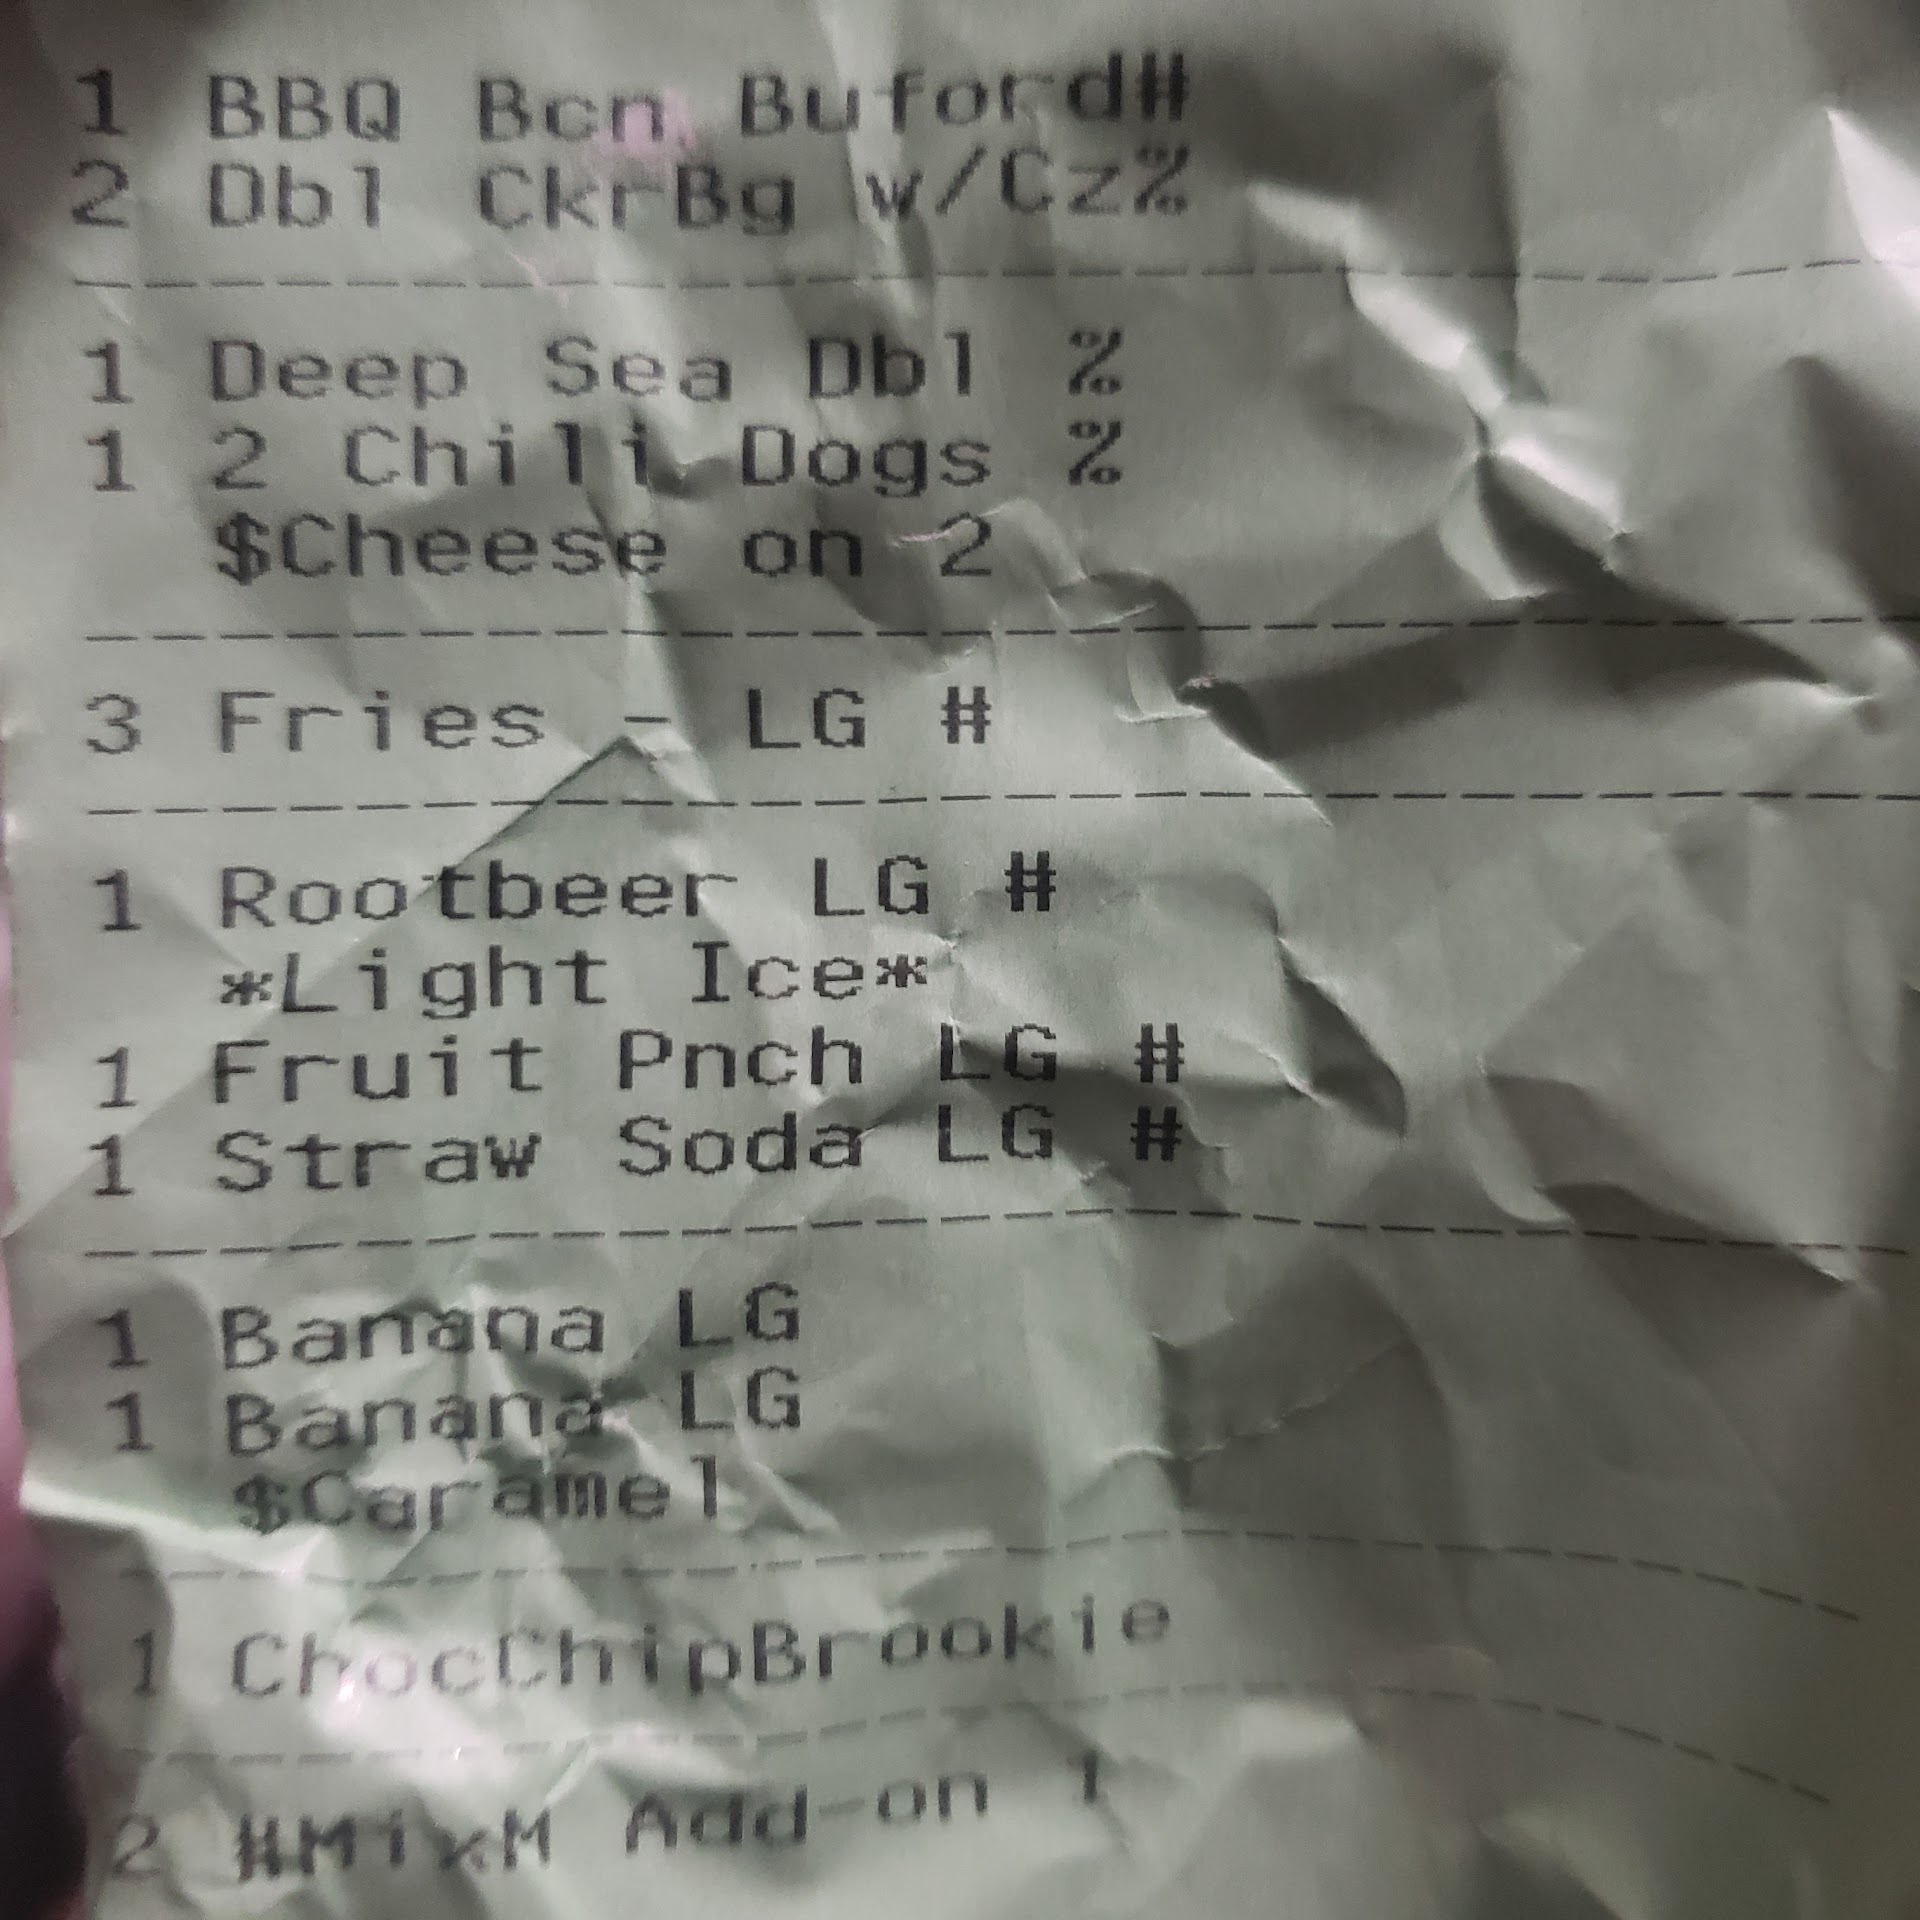 1 BBQ Bcn Buford#
2 Dbl CkrBg w/Cz%
1 Deep Sea Dbl %
1 2 Chili Dogs %
$Cheese on 2
3 Fries - LG #
1 Rootbeer LG #
*Light Ice*
1 Fruit Pnch LG #
1 Straw Soda LG #
1 Banana LG
1 Banana LG
$Caramel
1 ChocChipBrookie
2 #MixM Add-on 1